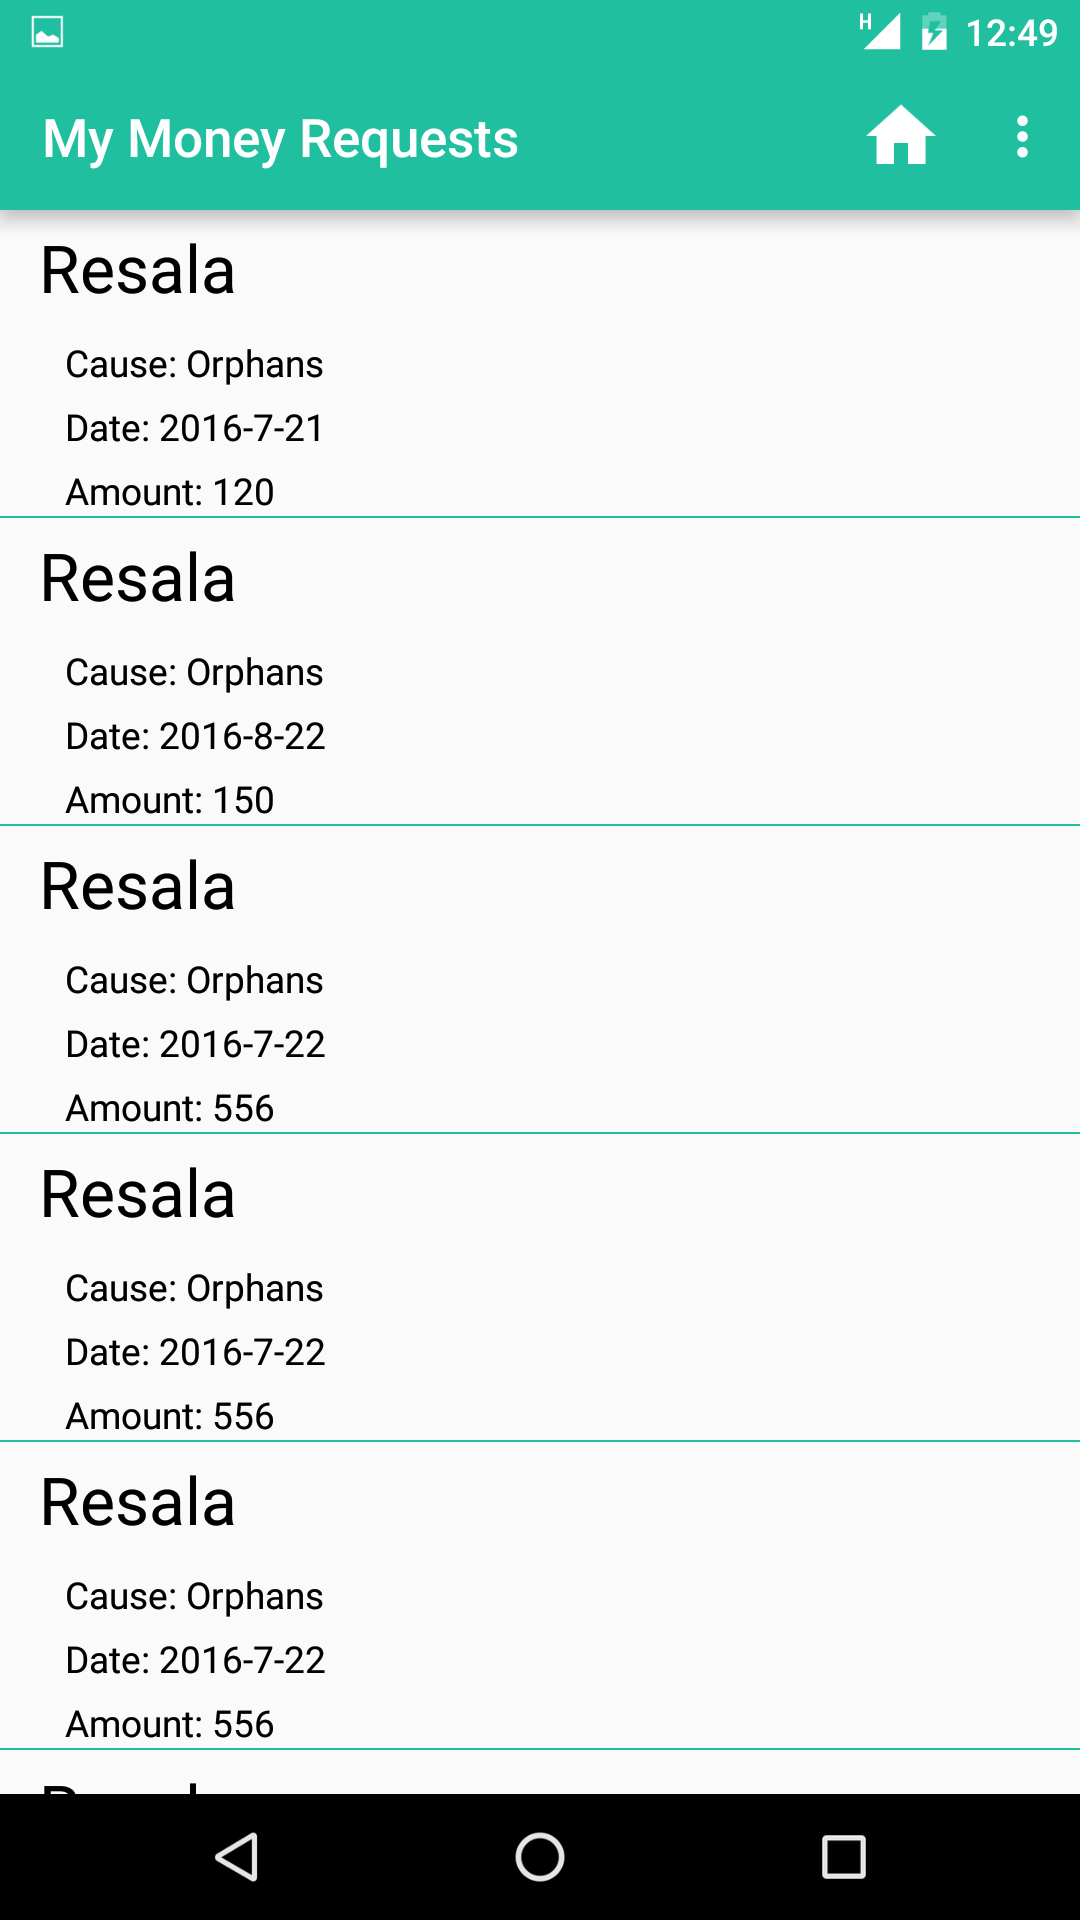 H 12:49
My Money Requests
Resala
Cause: Orphans
Date: 2016-7-21
Amount: 120
Resala
Cause: Orphans
Date: 2016-8-22
Amount: 150
Resala
Cause: Orphans
Date: 2016-7-22
Amount: 556
Resala
Cause: Orphans
Date: 2016-7-22
Amount: 556
Resala
Cause: Orphans
Date: 2016-7-22
Amount: 556